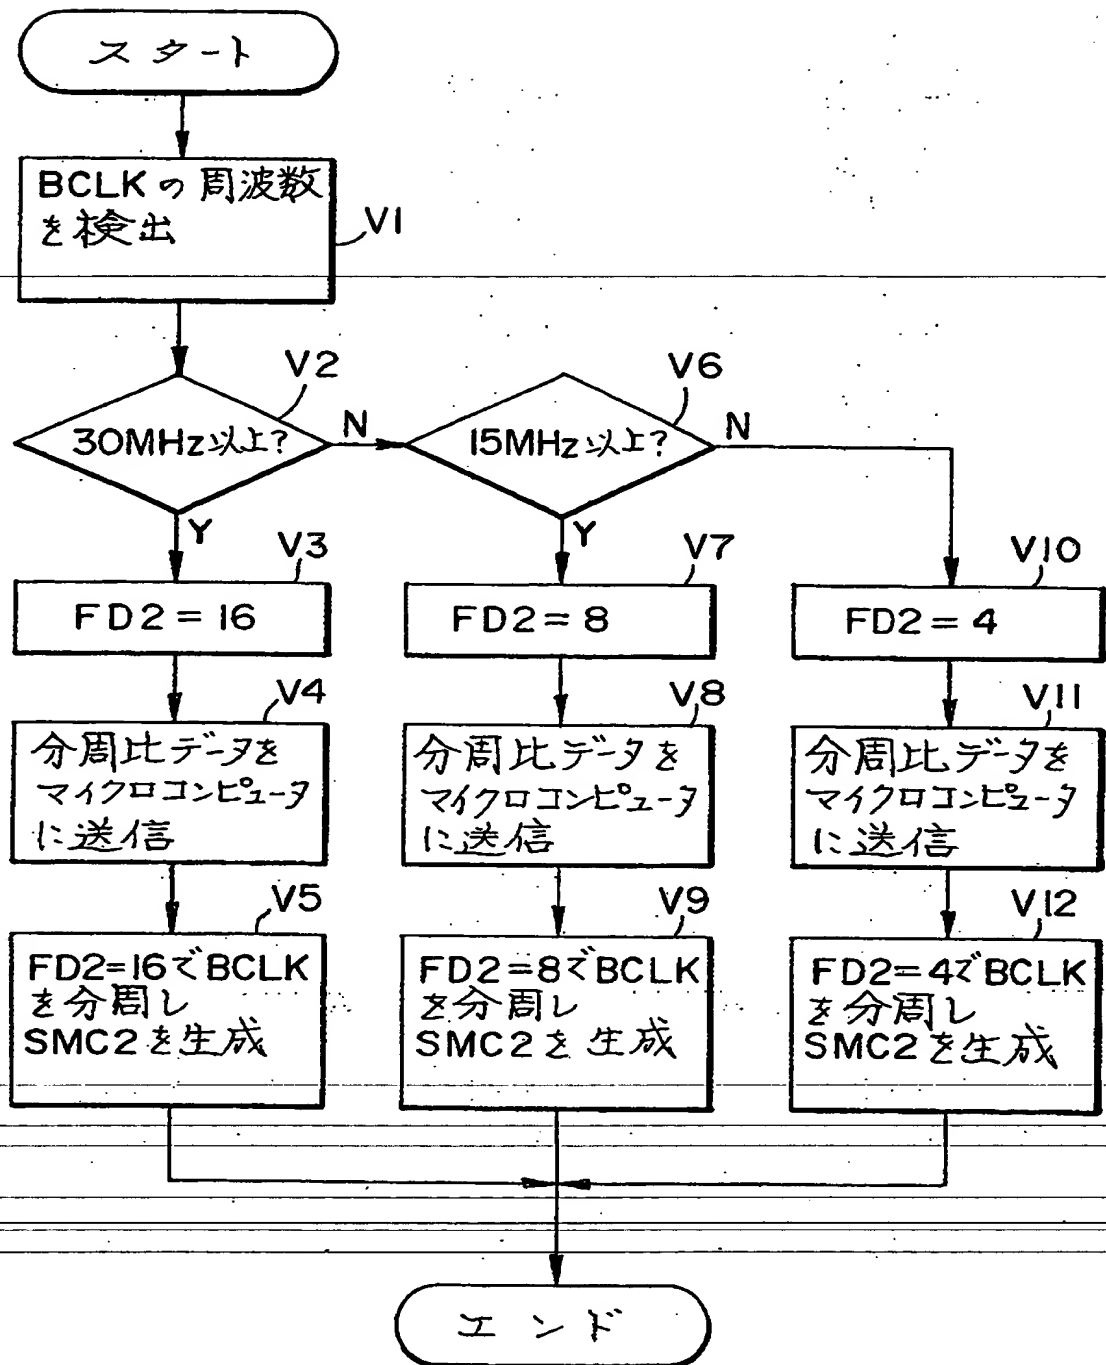 スタート
BCLKの周波数
を検出
V1
V2
30MHz以上?
N
Y
V6
15MHz以上?
N
Y
V3
FD2=16
V7
FD2=8
V10
FD2=4
V4
分周比データを
マイクロコンピュータ
に送信
V8
分周比データを
マイクロコンピュータ
に送信
V11
分周比データを
マイクロコンピュータ
に送信
V5
FD2=16でBCLK
を分周し
SMC2を生成
V9
FD2=8でBCLK
を分周し
SMC2を生成
V12
FD2=4でBCLK
を分周し
SMC2を生成
エンド